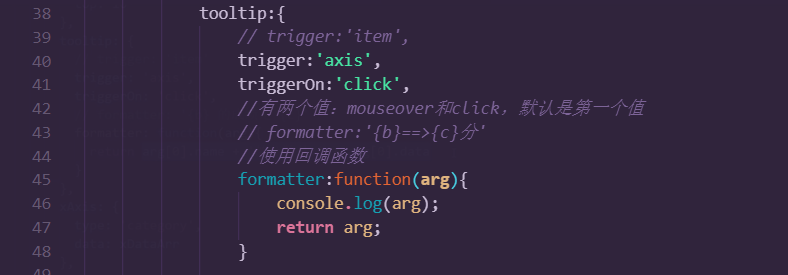 38 tooltip:{
39 // trigger:'item',
40 trigger:'axis',
41 triggerOn:'click',
42 //有两个值：mouseover和click，默认是第一个值
43 // formatter:'{b}==>{c}分'
44 //使用回调函数
45 formatter:function(arg){
46 console.log(arg);
47 return arg;
48 }